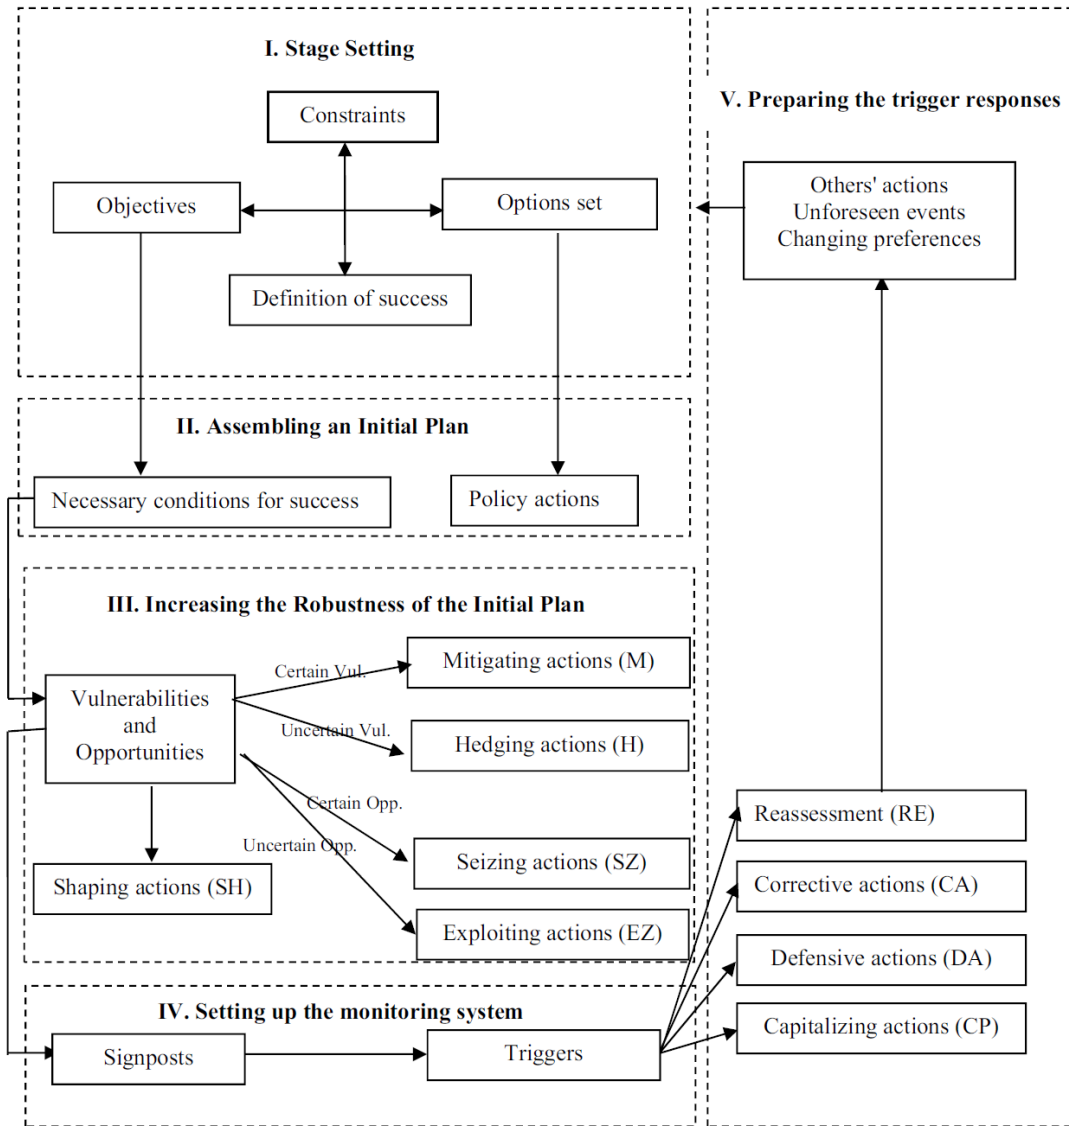 I. Stage Setting
Constraints
Objectives
Options set
Definition of success
II. Assembling an Initial Plan
Necessary conditions for success
Policy actions
III. Increasing the Robustness of the Initial Plan
Vulnerabilities
and
Opportunities
Certain Vul.
Uncertain Vul.
Certain Opp.
Uncertain Opp.
Mitigating actions (M)
Hedging actions (H)
Seizing actions (SZ)
Exploiting actions (EZ)
Shaping actions (SH)
IV. Setting up the monitoring system
Signposts
Triggers
V. Preparing the trigger responses
Others' actions
Unforeseen events
Changing preferences
Reassessment (RE)
Corrective actions (CA)
Defensive actions (DA)
Capitalizing actions (CP)